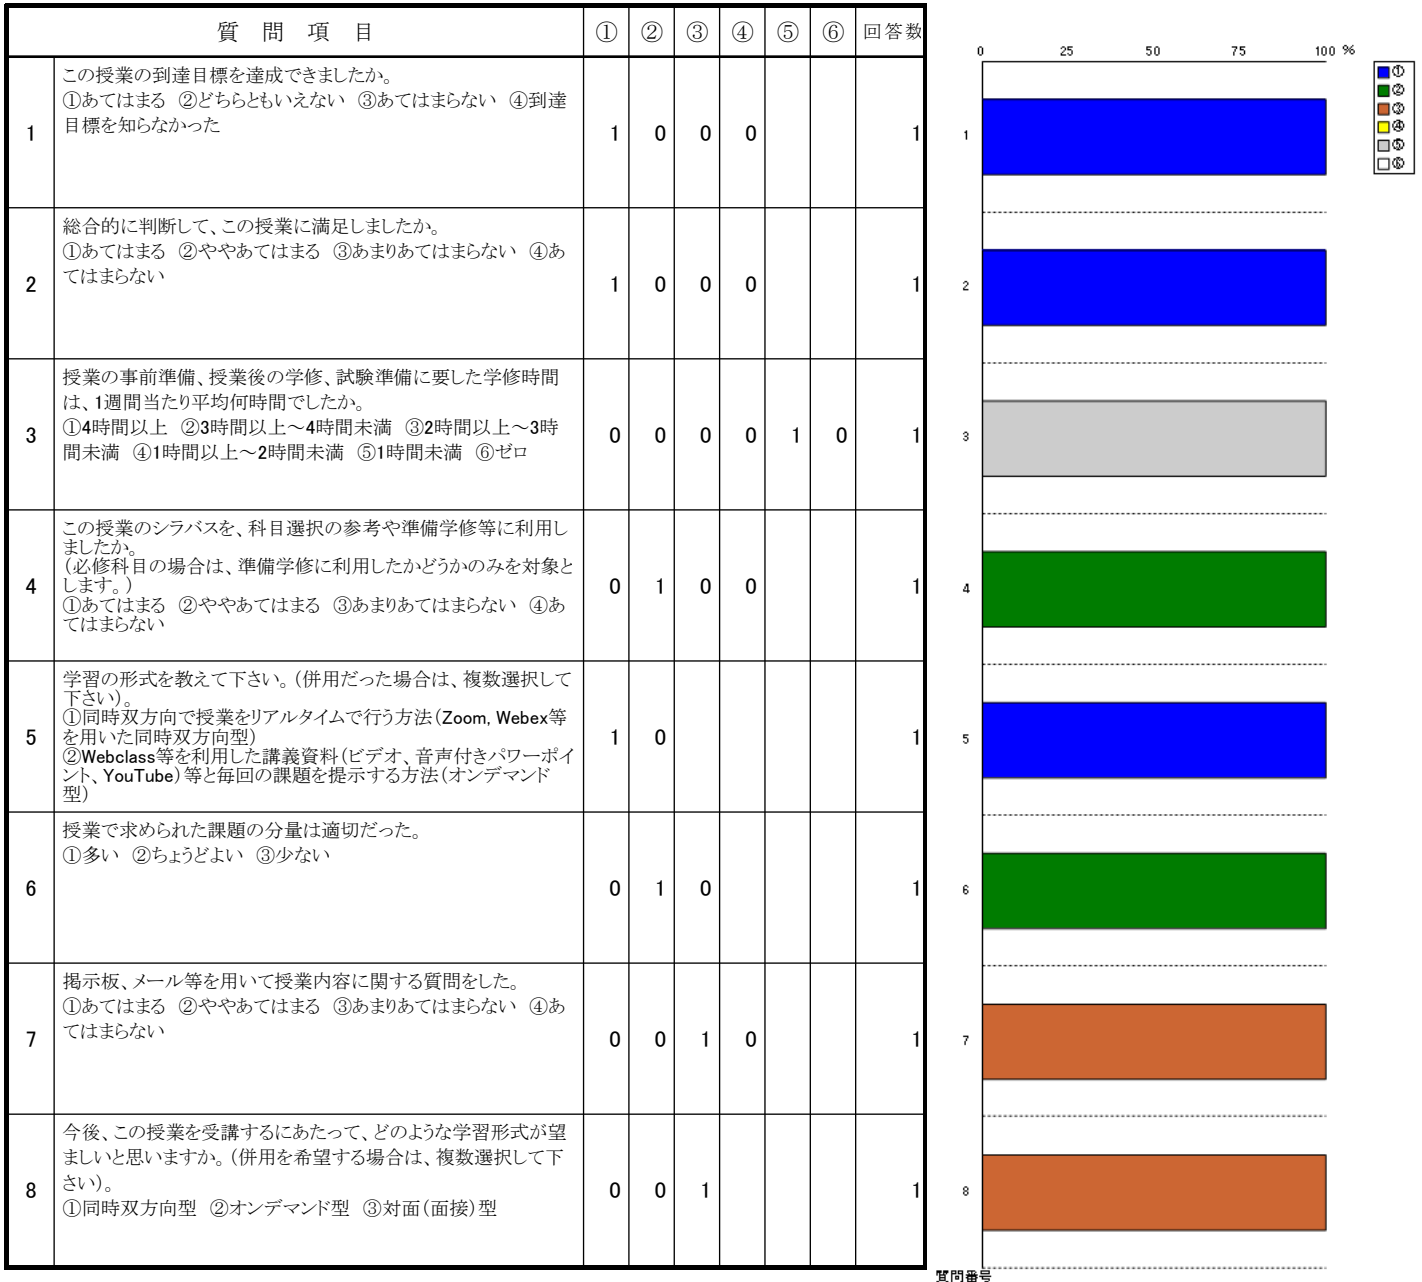 質 問 項 目 ① ② ③ ④ ⑤ ⑥ 回答数
1 この授業の到達目標を達成できましたか。
①あてはまる ②どちらともいえない ③あてはまらない ④到達
目標を知らなかった
1 0 0 0 1
2 総合的に判断して、この授業に満足しましたか。
①あてはまる ②ややあてはまる ③あまりあてはまらない ④あ
てはまらない
1 0 0 0 1
3 授業の事前準備、授業後の学修、試験準備に要した学修時間
は、1週間当たり平均何時間でしたか。
①4時間以上 ②3時間以上～4時間未満 ③2時間以上～3時
間未満 ④1時間以上～2時間未満 ⑤1時間未満 ⑥ゼロ
0 0 0 0 1 0 1
4 この授業のシラバスを、科目選択の参考や準備学修等に利用し
ましたか。
（必修科目の場合は、準備学修に利用したかどうかのみを対象と
します。）
①あてはまる ②ややあてはまる ③あまりあてはまらない ④あ
てはまらない
0 1 0 0 1
5 学習の形式を教えて下さい。（併用だった場合は、複数選択して
下さい）。
①同時双方向で授業をリアルタイムで行う方法（Zoom, Webex等
を用いた同時双方向型）
②Webclass等を利用した講義資料（ビデオ、音声付きパワーポイ
ント、YouTube）等と毎回の課題を提示する方法（オンデマンド
型）
1 0 1
6 授業で求められた課題の分量は適切だった。
①多い ②ちょうどよい ③少ない
0 1 0 1
7 掲示板、メール等を用いて授業内容に関する質問をした。
①あてはまる ②ややあてはまる ③あまりあてはまらない ④あ
てはまらない
0 0 1 0 1
8 今後、この授業を受講するにあたって、どのような学習形式が望
ましいと思いますか。（併用を希望する場合は、複数選択して下
さい）。
①同時双方向型 ②オンデマンド型 ③対面（面接）型
0 0 1 1
0 25 50 75 100 %
1
2
3
4
5
6
7
8
質問番号
①
②
③
④
⑤
⑥